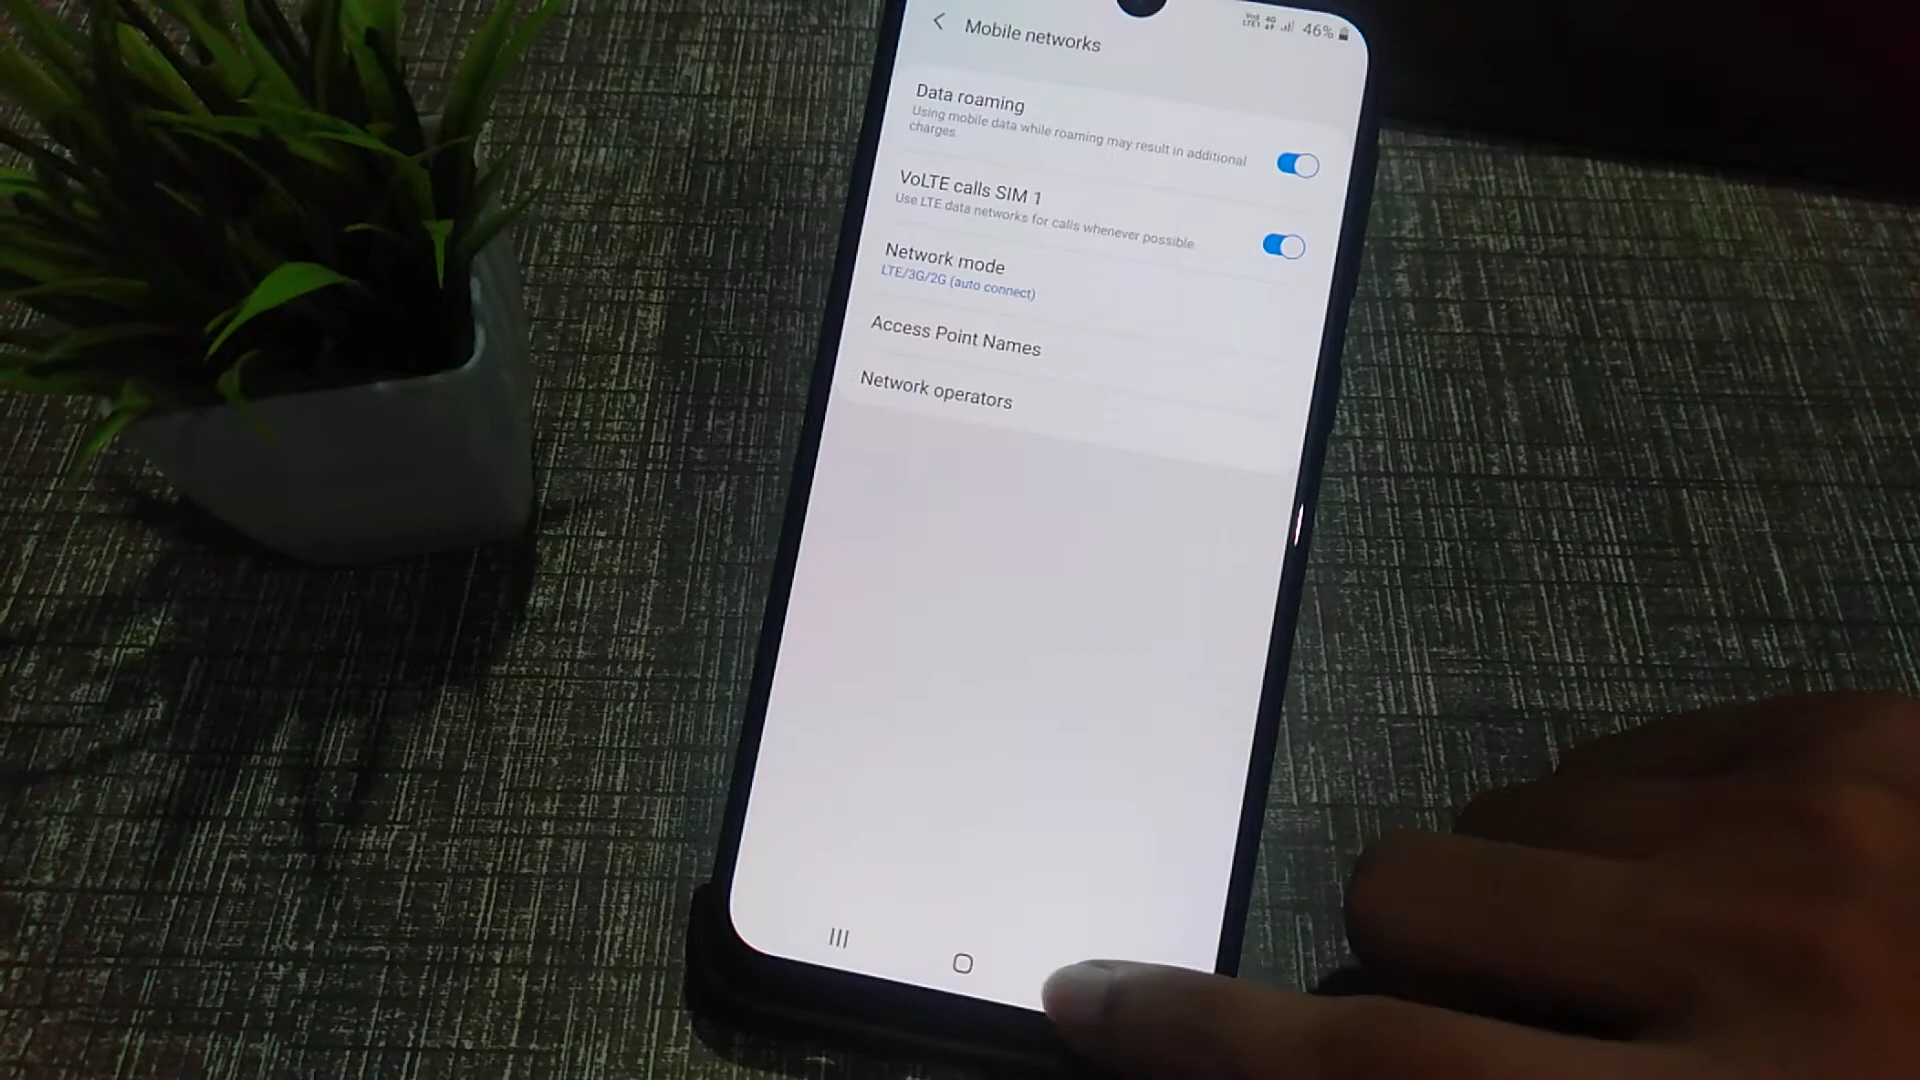 Mobile networks
46%
Data roaming
Using mobile data while roaming may result in additional
charges.
VoLTE calls SIM 1
Use LTE data networks for calls whenever possible.
Network mode
LTE/3G/2G (auto connect)
Access Point Names
Network operators